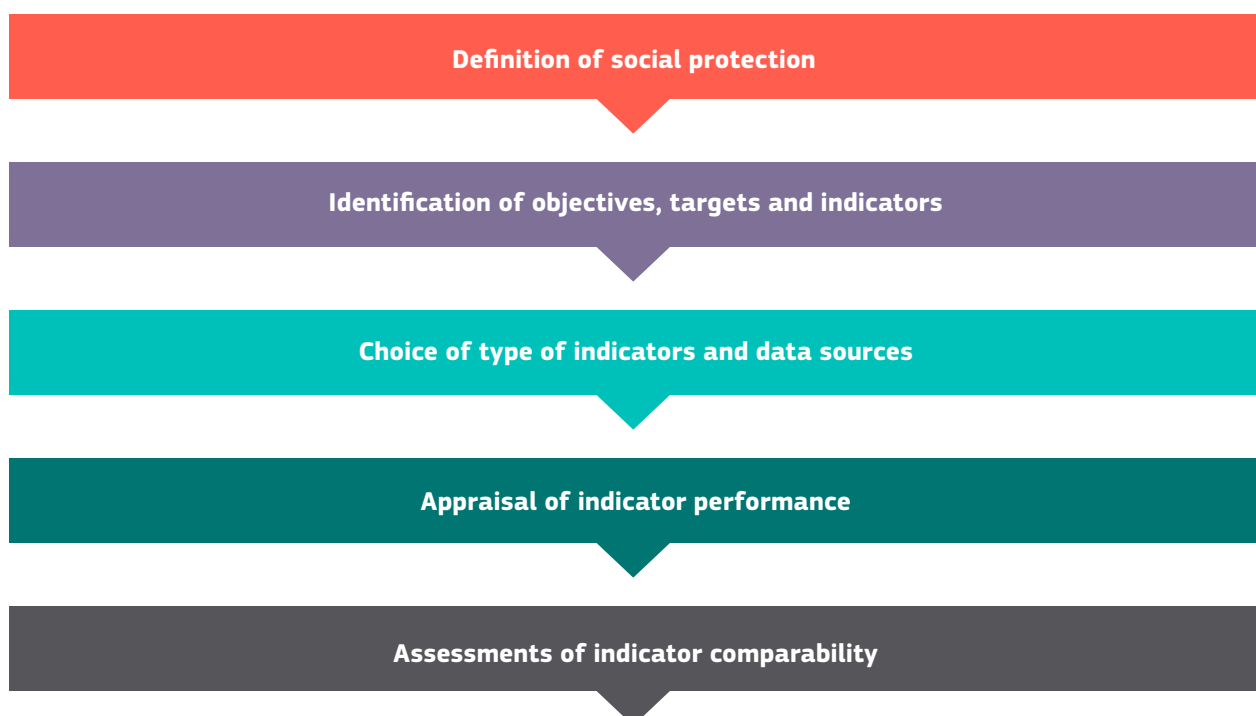 Definition of social protection
Identification of objectives, targets and indicators
Choice of type of indicators and data sources
Appraisal of indicator performance
Assessments of indicator comparability